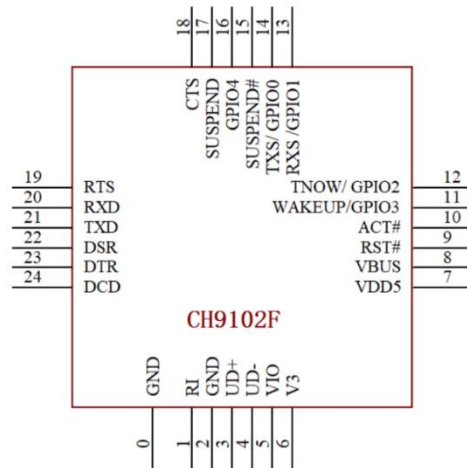 18
17
16
15
14
13
CTS
SUSPEND
GPIO4
SUSPEND#
TXS/ GPIO0
RXS /GPIO1
19 RTS
20 RXD
21 TXD
22 DSR
23 DTR
24 DCD
TNOW/ GPIO2 12
WAKEUP/GPIO3 11
ACT# 10
RST# 9
VBUS 8
VDD5 7
CH9102F
GND
RI
GND
UD+
UD-
VIO
V3
0
1
2
3
4
5
6